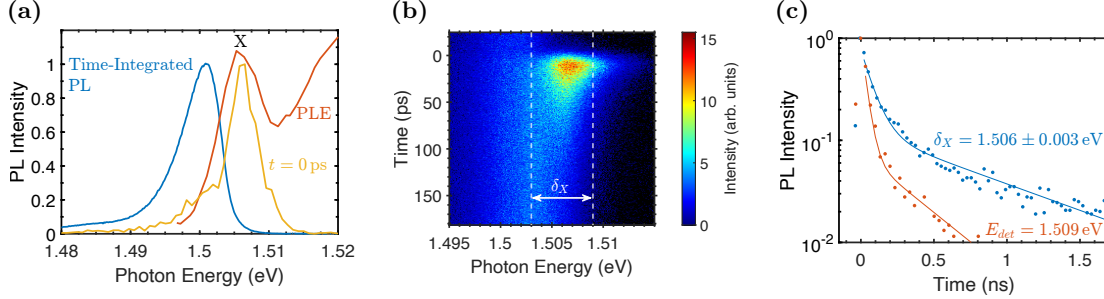 (a)
X
Time-Integrated
PL
PLE
t = 0 ps
PL Intensity
1
0.8
0.6
0.4
0.2
0
1.48
1.49
1.5
1.51
1.52
Photon Energy (eV)
(b)
δX
Time (ps)
0
50
100
150
1.495
1.5
1.505
1.51
Photon Energy (eV)
15
10
5
0
Intensity (arb. units)
(c)
PL Intensity
10^0
10^-1
10^-2
δX = 1.506 ± 0.003 eV
Edet = 1.509 eV
0
0.5
1
1.5
Time (ns)